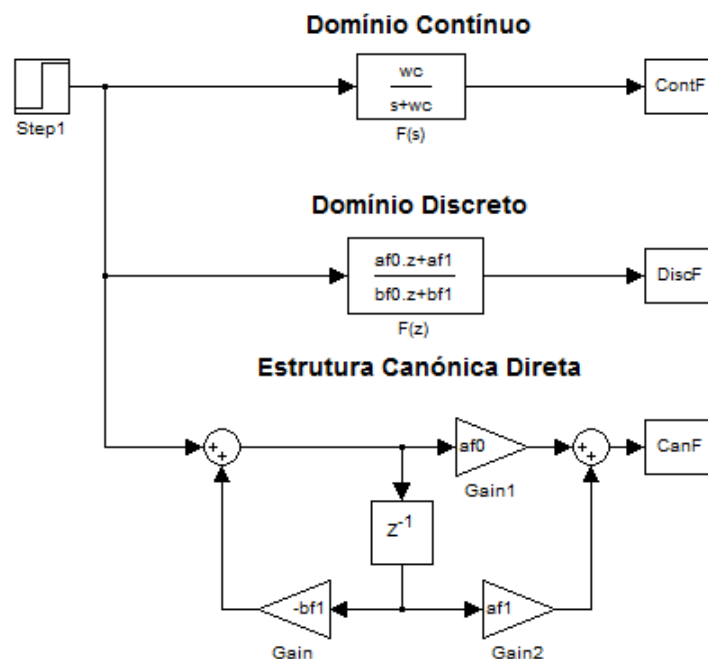 Domínio Contínuo
Step1
wc
s+wc
F(s)
ContF
Domínio Discreto
af0.z+af1
bf0.z+bf1
F(z)
DiscF
Estrutura Canónica Direta
+
+
af0
Gain1
+
+
CanF
z-1
-bf1
Gain
af1
Gain2